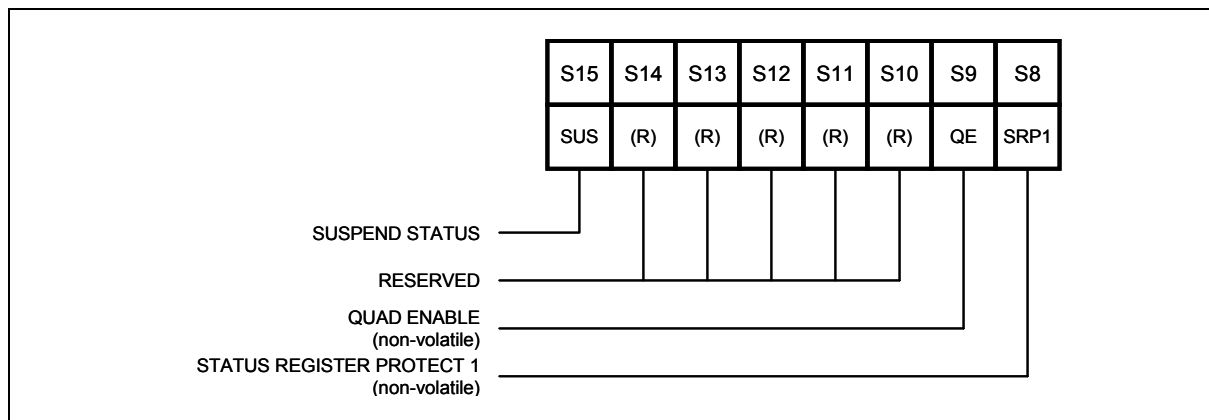 S15 S14 S13 S12 S11 S10 S9 S8
SUS (R) (R) (R) (R) (R) QE SRP1
SUSPEND STATUS
RESERVED
QUAD ENABLE
(non-volatile)
STATUS REGISTER PROTECT 1
(non-volatile)